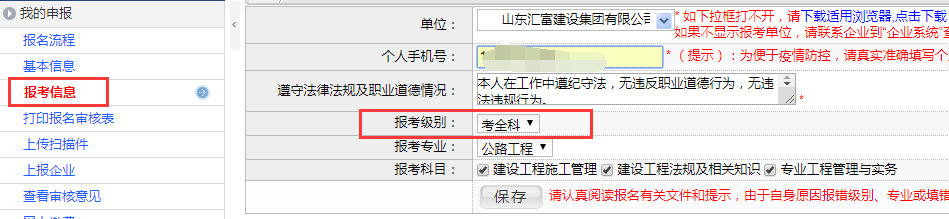 我的申报
报名流程
基本信息
报考信息
打印报名审核表
上传扫描件
上报企业
查看审核意见
单位： 山东汇富建设集团有限公司 * 如下拉框打不开，请下载适用浏览器,点击下载
如果不显示报考单位，请联系企业到“企业系统”
个人手机号： * （ 提示）：为便于疫情防控，请真实准确填写个
遵守法律法规及职业道德情况： 本人在工作中遵纪守法，无违反职业道德行为，无违
法违规行为。 *
报考级别： 考全科
报考专业： 公路工程
报考科目： 建设工程施工管理 建设工程法规及相关知识 专业工程管理与实务
保存 请认真阅读报名有关文件和提示，由于自身原因报错级别、专业或填错